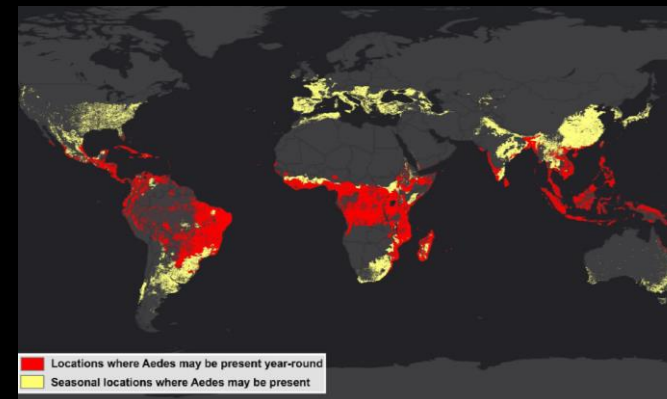 Locations where Aedes may be present year-round
Seasonal locations where Aedes may be present